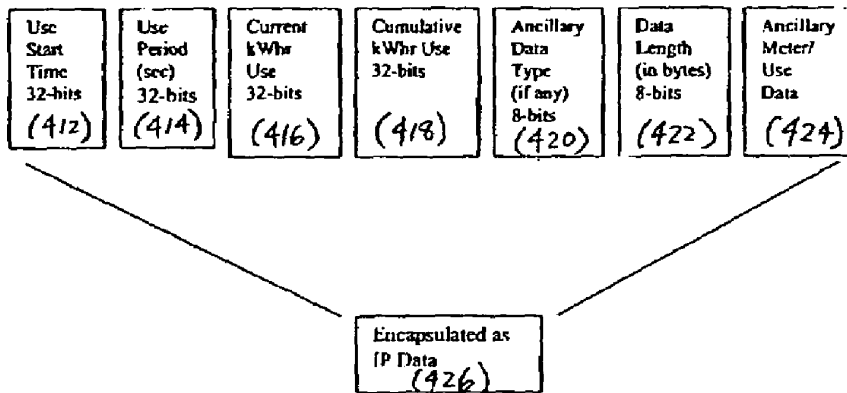 Use
Start
Time
32-bits
(412)
Use
Period
(sec)
32-bits
(414)
Current
kWhr
Use
32-bits
(416)
Cumulative
kWhr Use
32-bits
(418)
Ancillary
Data
Type
(if any)
8-bits
(420)
Data
Length
(in bytes)
8-bits
(422)
Ancillary
Meter/
Use
Data
(424)
Encapsulated as
IP Data
(426)